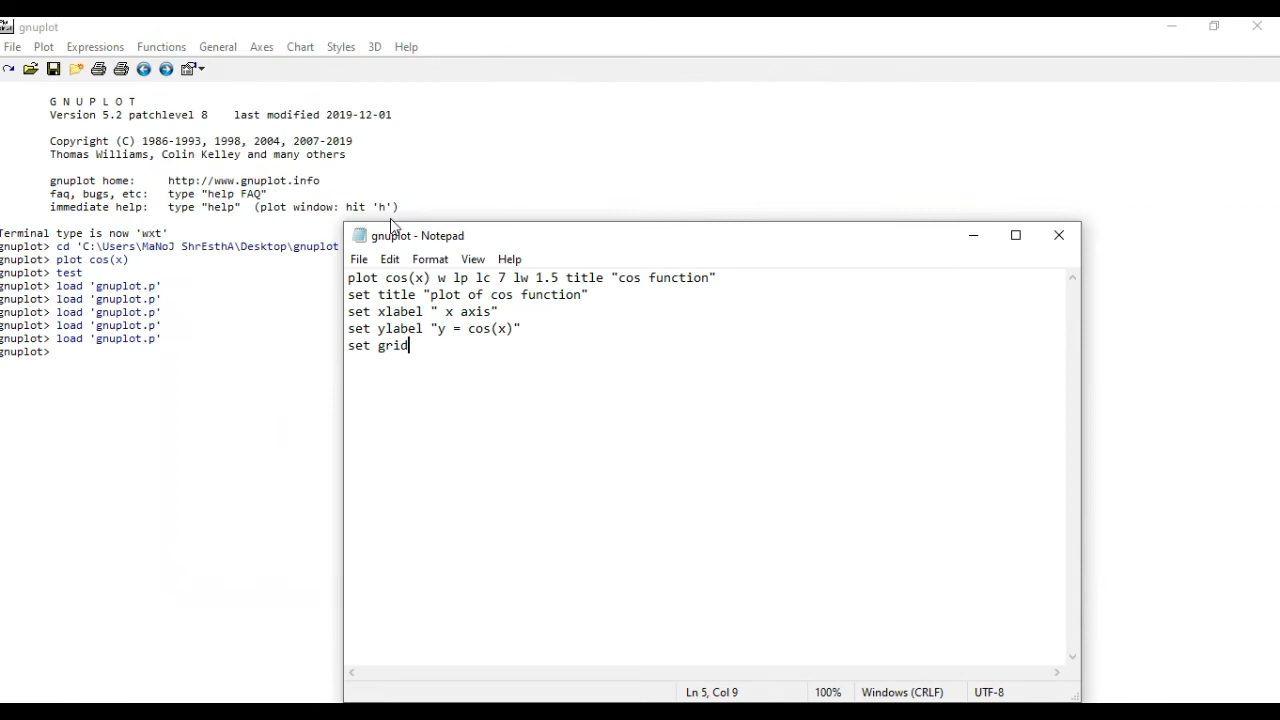 gnuplot
File Plot Expressions Functions General Axes Chart Styles 3D Help
G N U P L O T
Version 5.2 patchlevel 8 last modified 2019-12-01
Copyright (C) 1986-1993, 1998, 2004, 2007-2019
Thomas Williams, Colin Kelley and many others
gnuplot home: http://www.gnuplot.info
faq, bugs, etc: type "help FAQ"
immediate help: type "help" (plot window: hit 'h')
Terminal type is now 'wxt'
gnuplot> cd 'C:\Users\MaNoJ ShrEsthA\Desktop\gnuplot
gnuplot> plot cos(x)
gnuplot> test
gnuplot> load 'gnuplot.p'
gnuplot> load 'gnuplot.p'
gnuplot> load 'gnuplot.p'
gnuplot> load 'gnuplot.p'
gnuplot> load 'gnuplot.p'
gnuplot>
gnuplot - Notepad
File Edit Format View Help
plot cos(x) w lp lc 7 lw 1.5 title "cos function"
set title "plot of cos function"
set xlabel " x axis"
set ylabel "y = cos(x)"
set grid
Ln 5, Col 9 100% Windows (CRLF) UTF-8